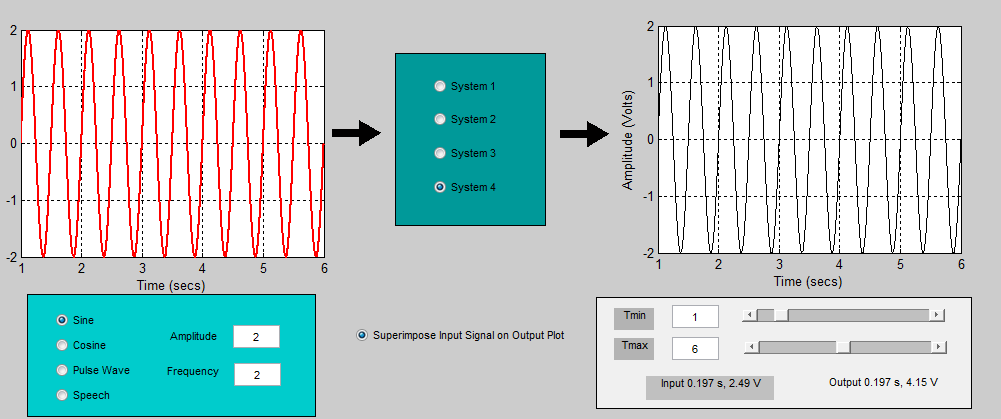 2
1
0
-1
-2
1 2 3 4 5 6
Time (secs)
System 1
System 2
System 3
System 4
Amplitude (Volts)
2
1
0
-1
-2
1 2 3 4 5 6
Time (secs)
Sine
Cosine
Pulse Wave
Speech
Amplitude 2
Frequency 2
Superimpose Input Signal on Output Plot
Tmin 1
Tmax 6
Input 0.197 s, 2.49 V
Output 0.197 s, 4.15 V